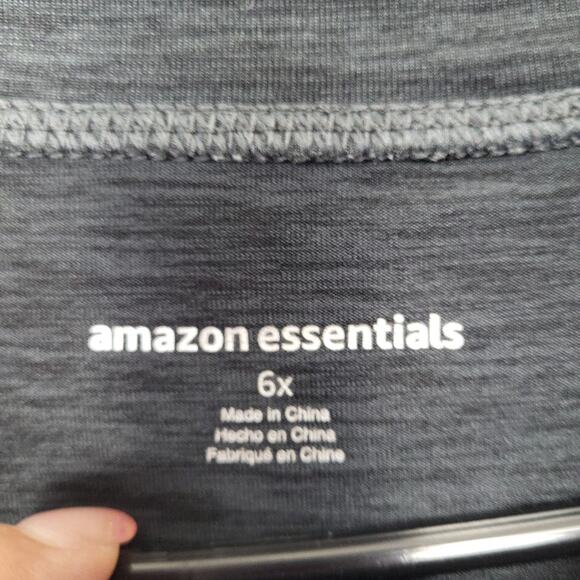 amazon essentials
6x
Made in China
Hecho en China
Fabriqué en Chine